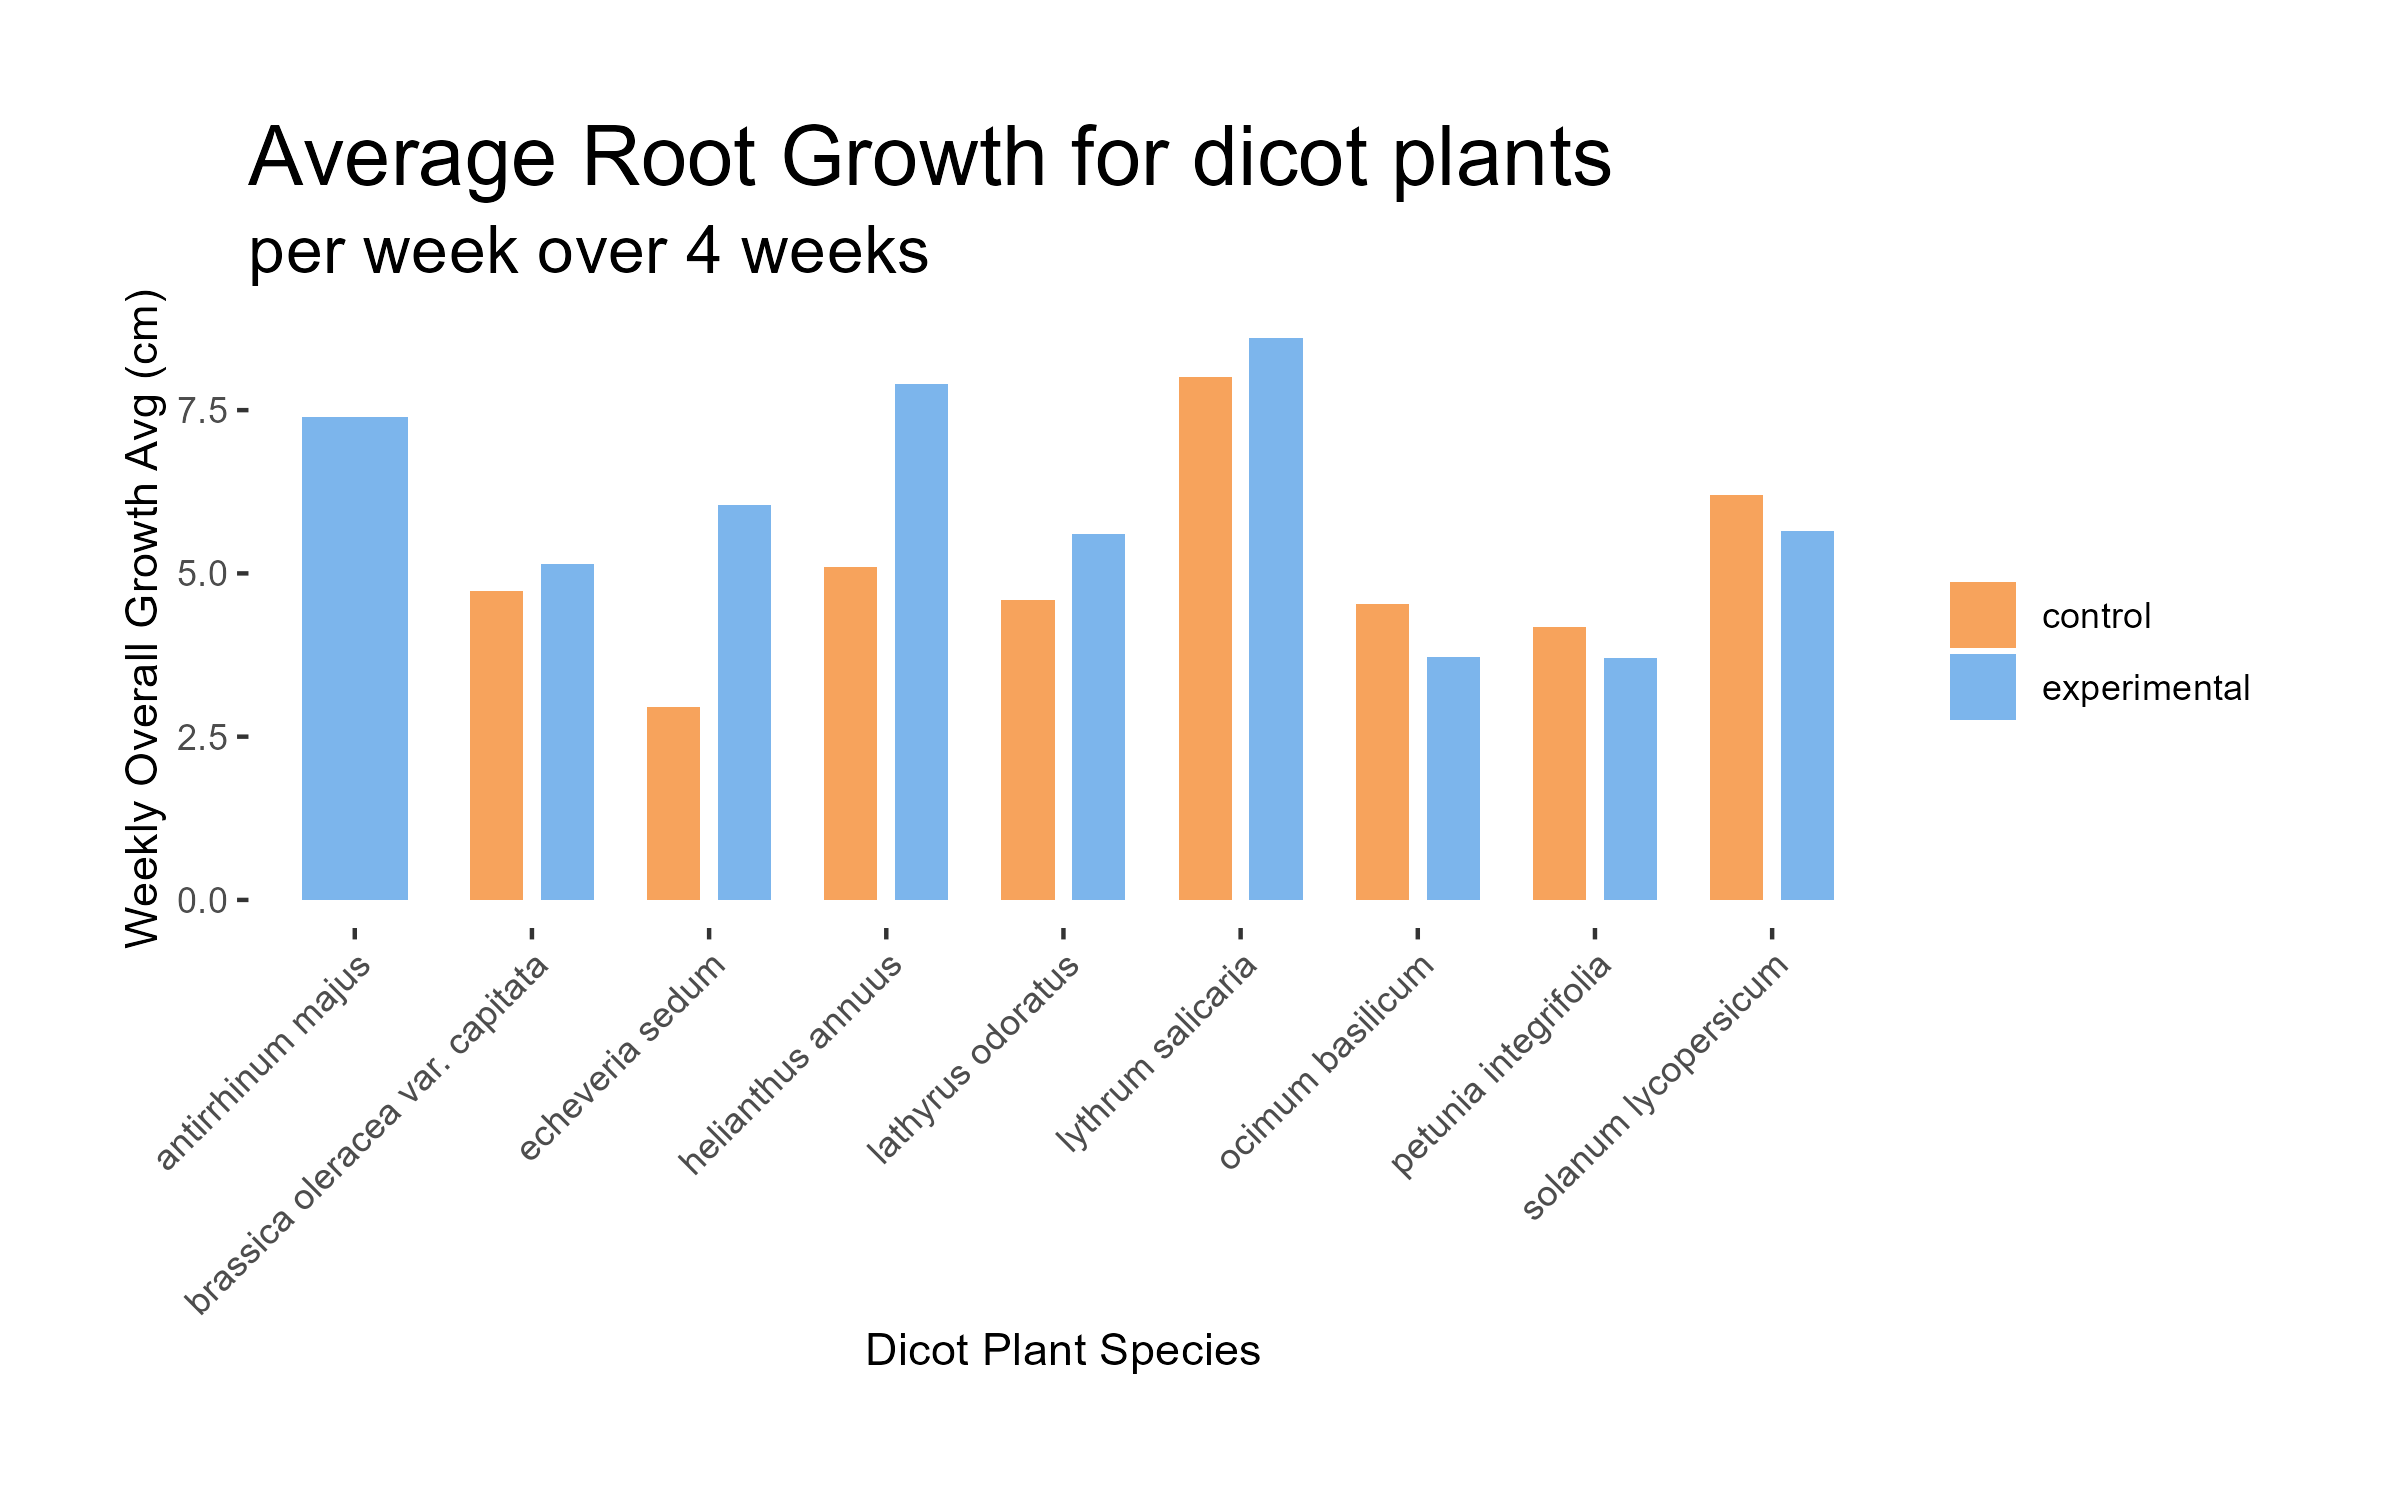 Average Root Growth for dicot plants
per week over 4 weeks
Weekly Overall Growth Avg (cm)
7.5
5.0
2.5
0.0
antirrhinum majus
brassica oleracea var. capitata
echeveria sedum
helianthus annuus
lathyrus odoratus
lythrum salicaria
ocimum basilicum
petunia integrifolia
solanum lycopersicum
Dicot Plant Species
control
experimental